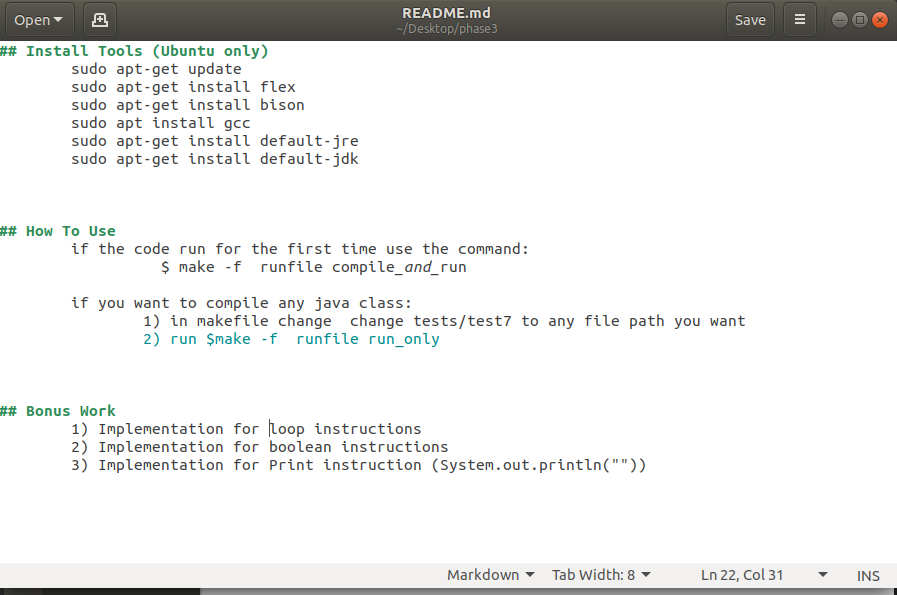 Open
README.md
~/Desktop/phase3
Save
## Install Tools (Ubuntu only)
sudo apt-get update
sudo apt-get install flex
sudo apt-get install bison
sudo apt install gcc
sudo apt-get install default-jre
sudo apt-get install default-jdk
## How To Use
if the code run for the first time use the command:
$ make -f  runfile compile_and_run
if you want to compile any java class:
1) in makefile change  change tests/test7 to any file path you want
2) run $make -f  runfile run_only
## Bonus Work
1) Implementation for loop instructions
2) Implementation for boolean instructions
3) Implementation for Print instruction (System.out.println(""))
Markdown Tab Width: 8 Ln 22, Col 31 INS